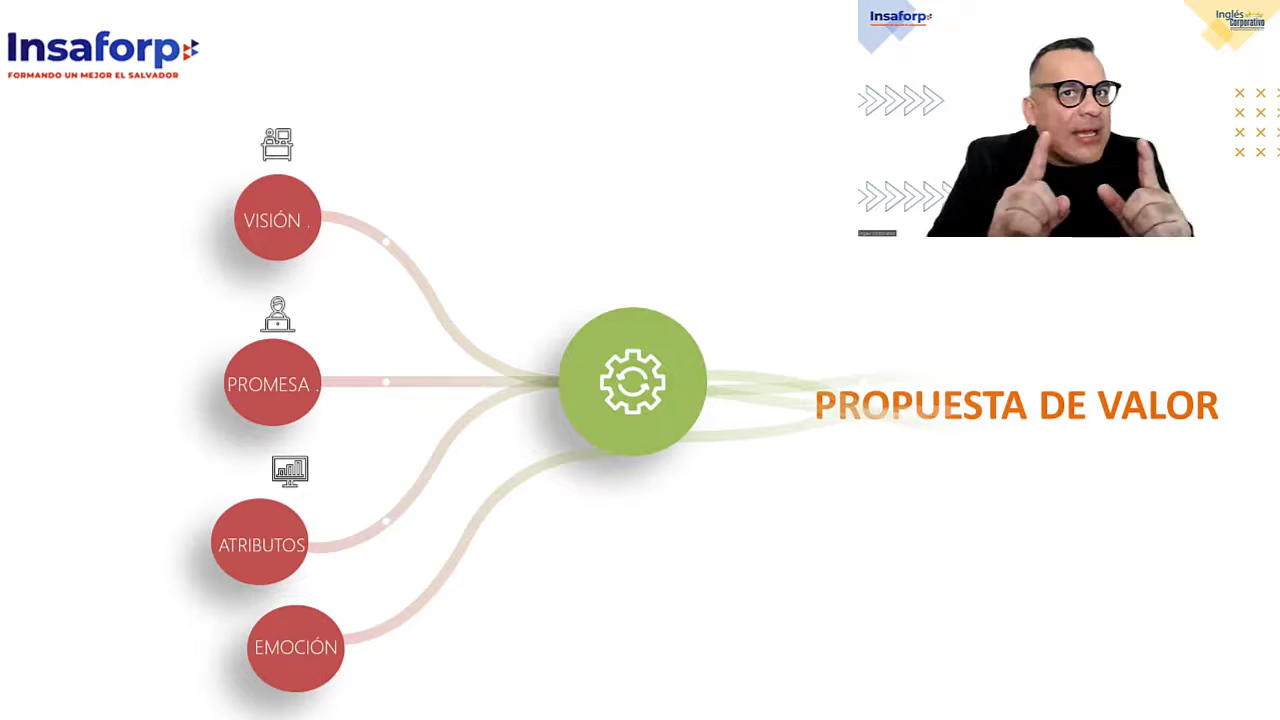 Insaforp
FORMANDO UN MEJOR EL SALVADOR
Insaforp
Inglés
Corporativo
VISIÓN .
PROMESA .
PROPUESTA DE VALOR
ATRIBUTOS
EMOCIÓN